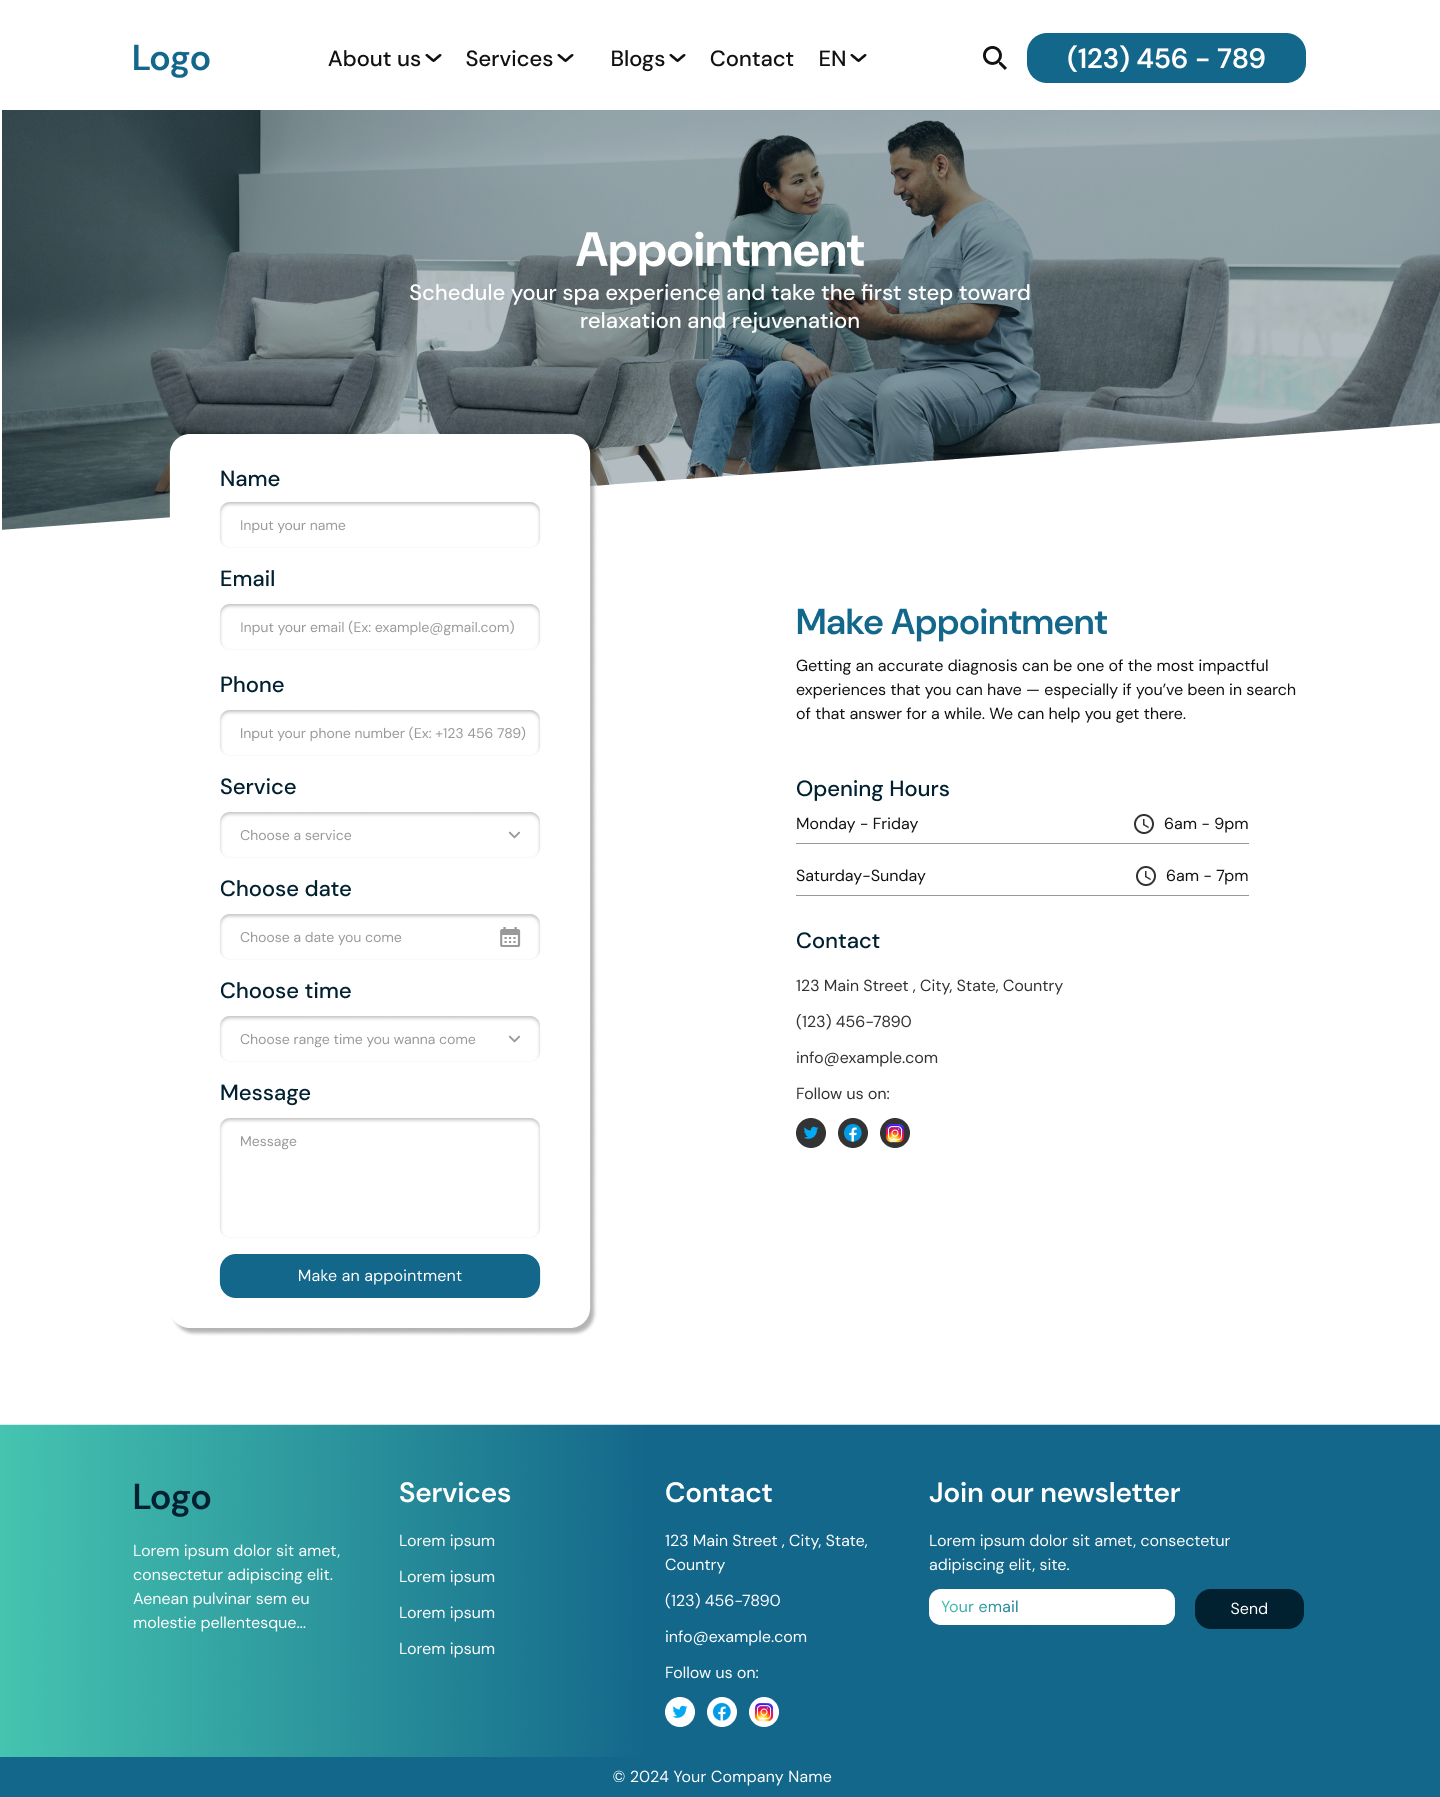 Logo
About us
Services
Blogs
Contact
EN
(123) 456 - 789
Appointment
Schedule your spa experience and take the first step toward
relaxation and rejuvenation
Name
Input your name
Email
Input your email (Ex: example@gmail.com)
Phone
Input your phone number (Ex: +123 456 789)
Service
Choose a service
Choose date
Choose a date you come
Choose time
Choose range time you wanna come
Message
Message
Make an appointment
Make Appointment
Getting an accurate diagnosis can be one of the most impactful
experiences that you can have — especially if you’ve been in search
of that answer for a while. We can help you get there.
Opening Hours
Monday - Friday
6am - 9pm
Saturday-Sunday
6am - 7pm
Contact
123 Main Street , City, State, Country
(123) 456-7890
info@example.com
Follow us on:
Logo
Lorem ipsum dolor sit amet,
consectetur adipiscing elit.
Aenean pulvinar sem eu
molestie pellentesque...
Services
Lorem ipsum
Lorem ipsum
Lorem ipsum
Lorem ipsum
Contact
123 Main Street , City, State,
Country
(123) 456-7890
info@example.com
Follow us on:
Join our newsletter
Lorem ipsum dolor sit amet, consectetur
adipiscing elit, site.
Your email
Send
© 2024 Your Company Name